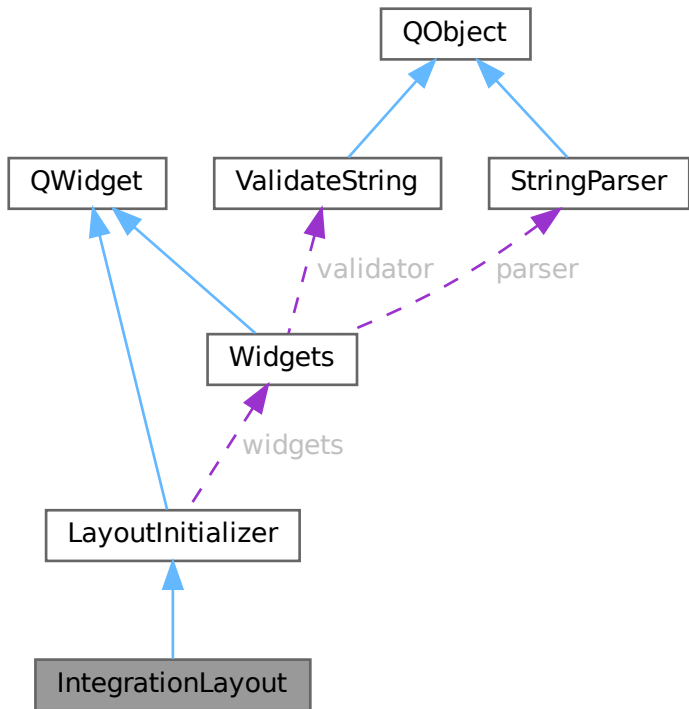 QObject
QWidget
ValidateString
StringParser
validator
parser
Widgets
widgets
LayoutInitializer
IntegrationLayout